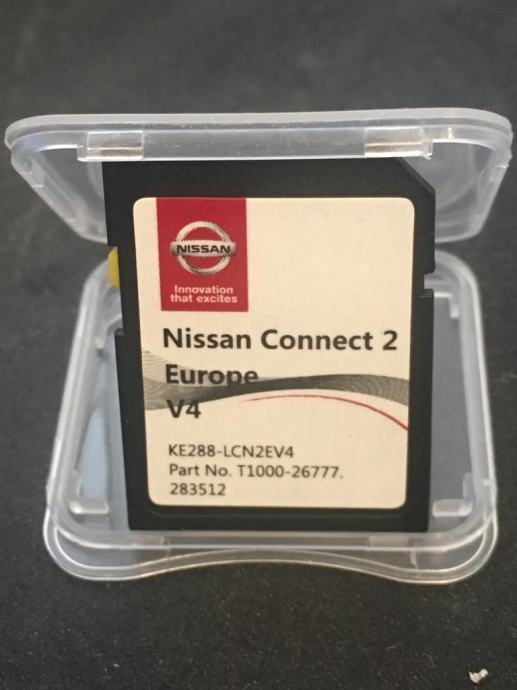 NISSAN
Innovation
that excites
Nissan Connect 2
Europe
V4
KE288-LCN2EV4
Part No. T1000-26777.
283512